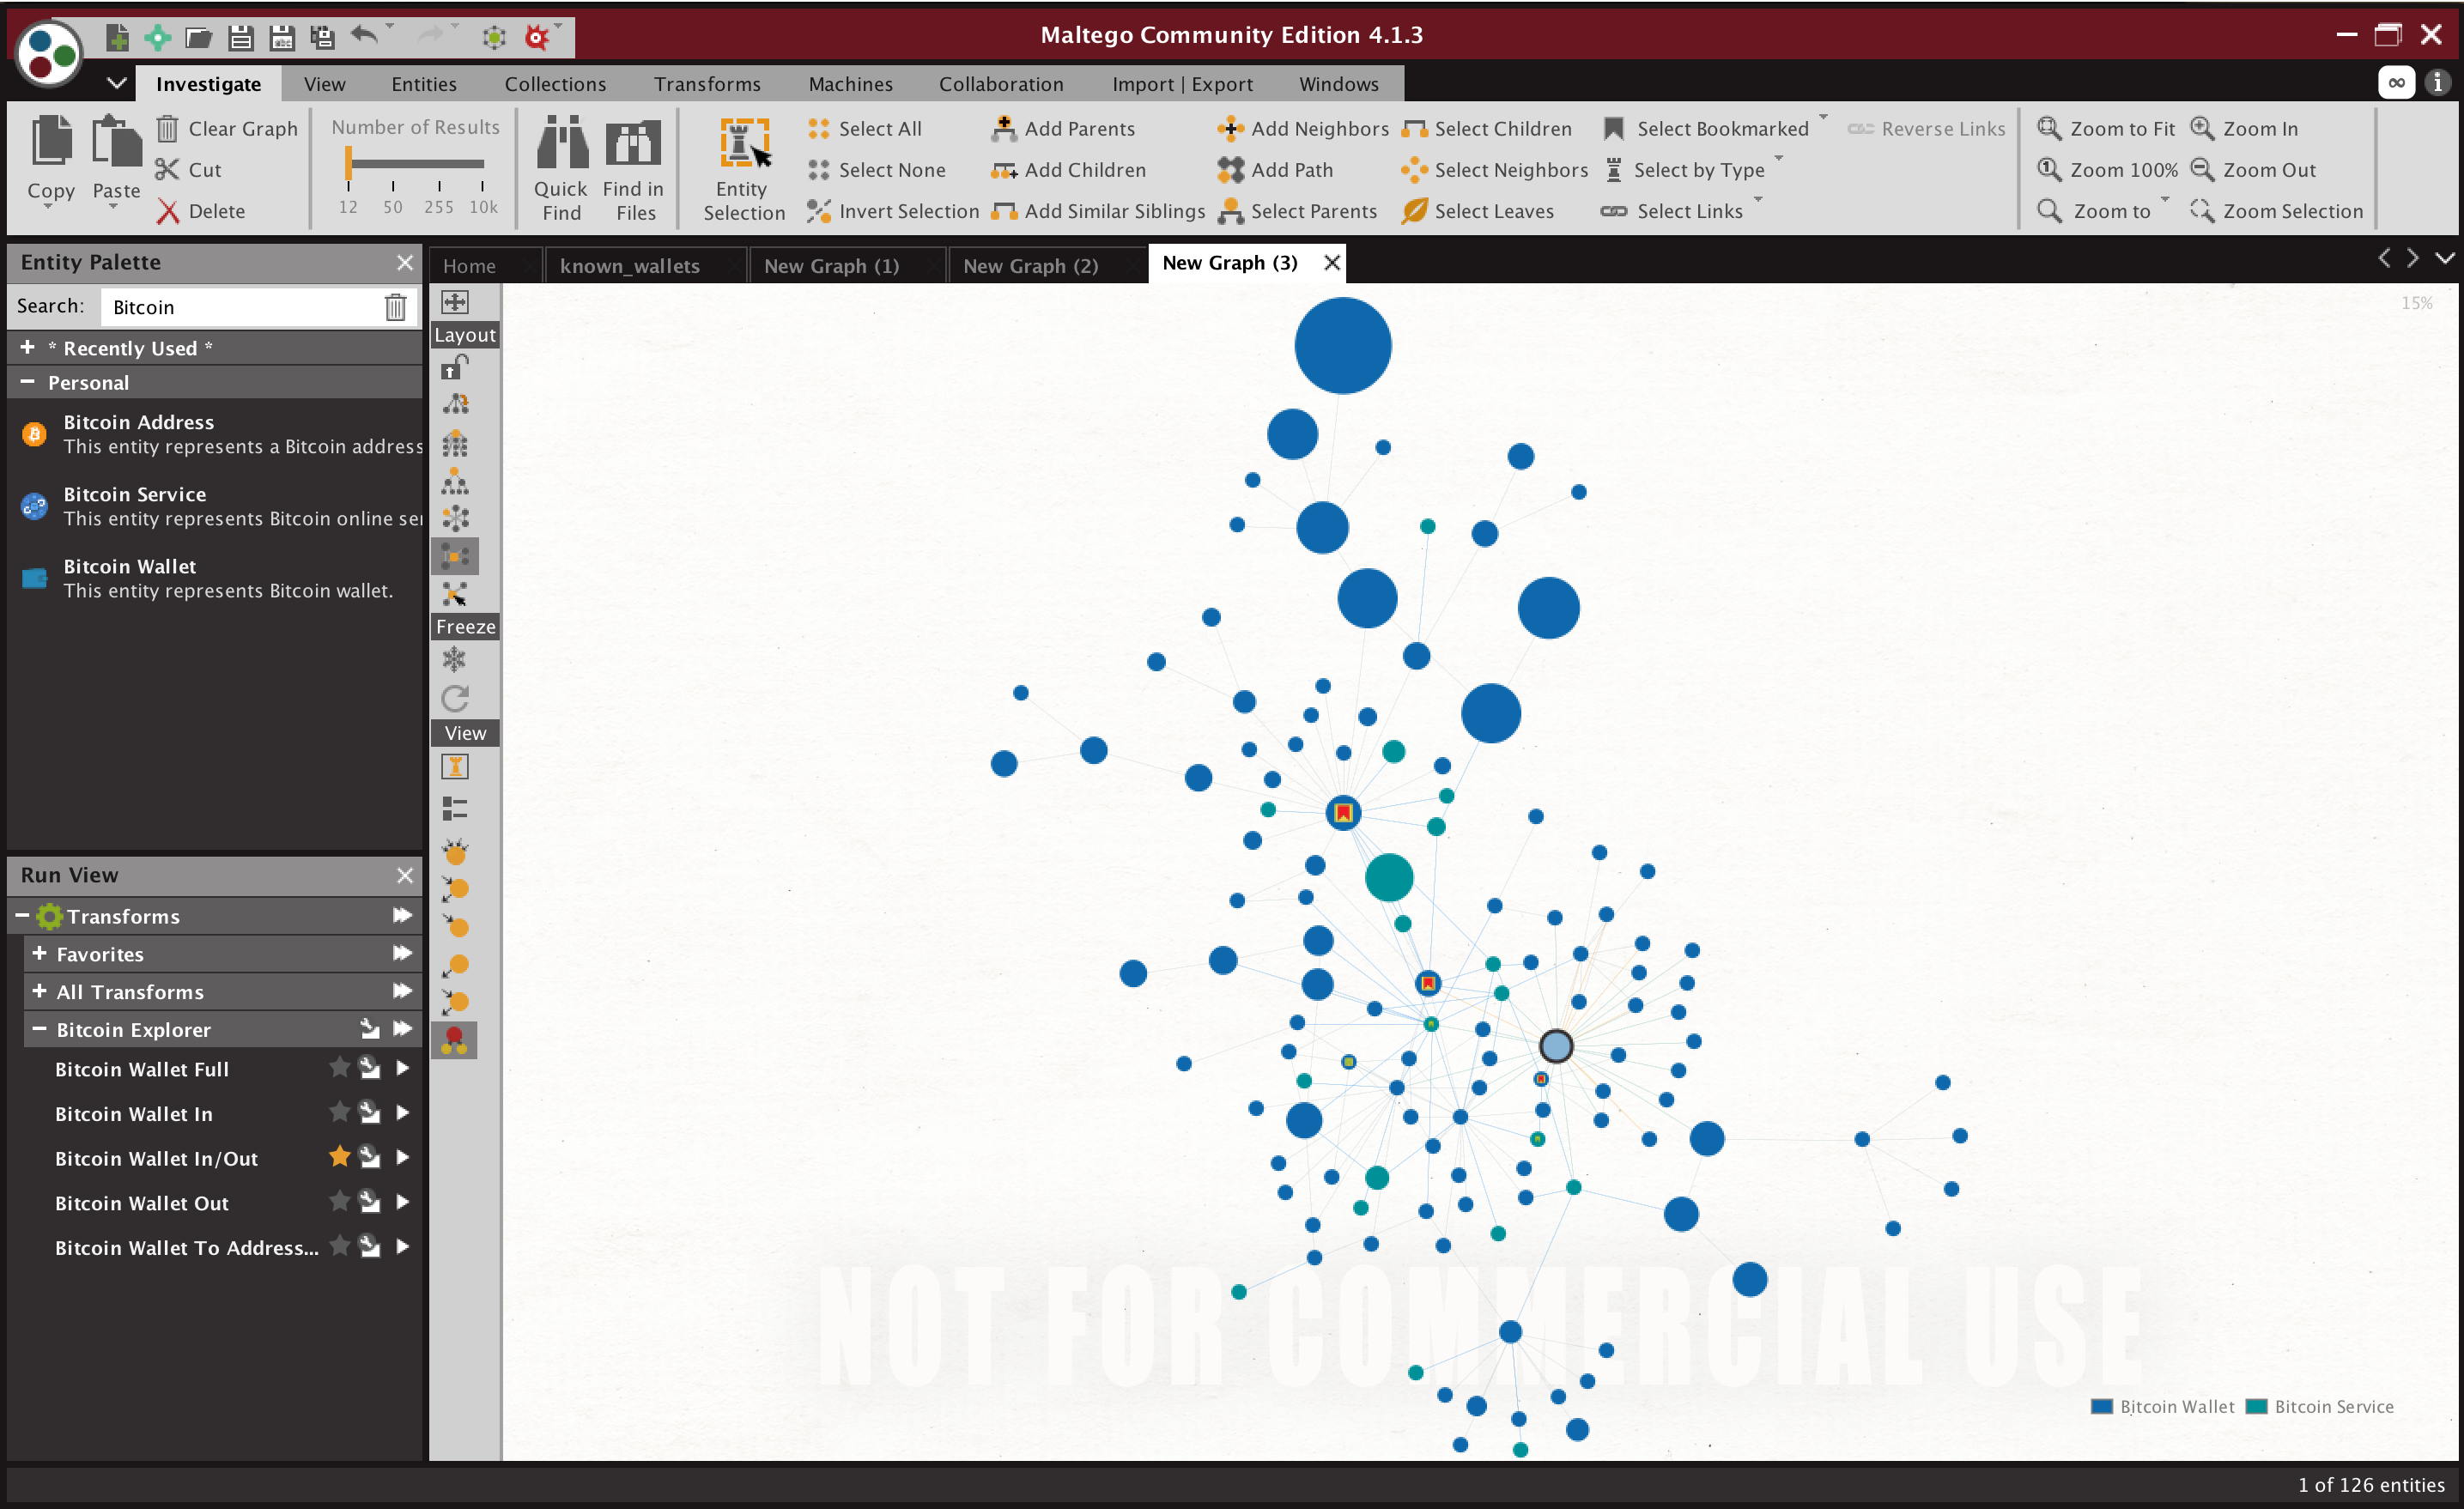 Maltego Community Edition 4.1.3
Investigate View Entities Collections Transforms Machines Collaboration Import | Export Windows
Copy
Paste
Clear Graph
Cut
Delete
Number of Results
12 50 255 10k
Quick Find
Find in Files
Entity Selection
Select All
Select None
Invert Selection
Add Parents
Add Children
Add Similar Siblings
Add Neighbors
Add Path
Select Parents
Select Children
Select Neighbors
Select Leaves
Select Bookmarked
Select by Type
Select Links
Reverse Links
Zoom to Fit
Zoom 100%
Zoom to
Zoom In
Zoom Out
Zoom Selection
Entity Palette
Search: Bitcoin
* Recently Used *
Personal
Bitcoin Address
This entity represents a Bitcoin address
Bitcoin Service
This entity represents Bitcoin online ser
Bitcoin Wallet
This entity represents Bitcoin wallet.
Run View
Transforms
Favorites
All Transforms
Bitcoin Explorer
Bitcoin Wallet Full
Bitcoin Wallet In
Bitcoin Wallet In/Out
Bitcoin Wallet Out
Bitcoin Wallet To Address...
Home known_wallets New Graph (1) New Graph (2) New Graph (3)
Layout
Freeze
View
15%
NOT FOR COMMERCIAL USE
Bitcoin Wallet Bitcoin Service
1 of 126 entities